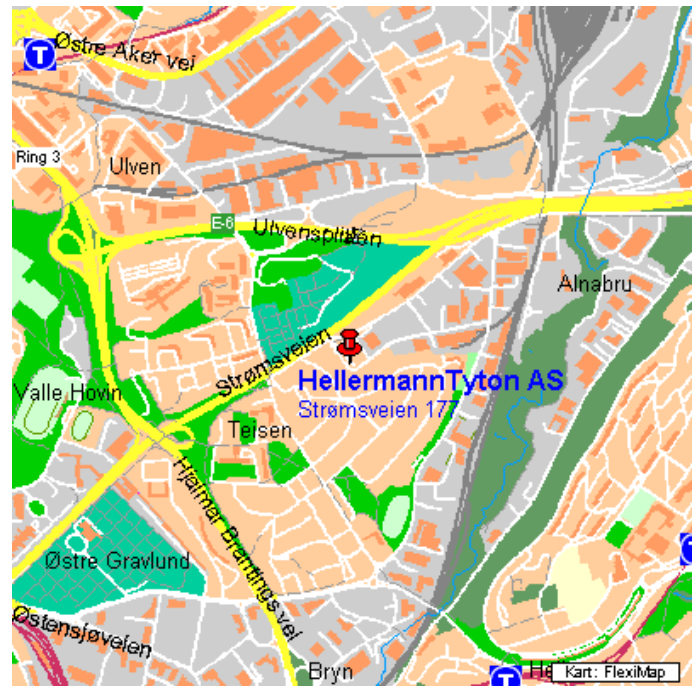 Østre Aker vei
T
Ring 3
Ulven
E-6
Ulvensplitten
Alnabru
Strømsveien
HellermannTyton AS
Strømsveien 177
Valle Hovin
Teisen
Hjalmar Brantings vei
Østre Gravlund
Østensjøveien
Bryn
T
Kart: FlexiMap